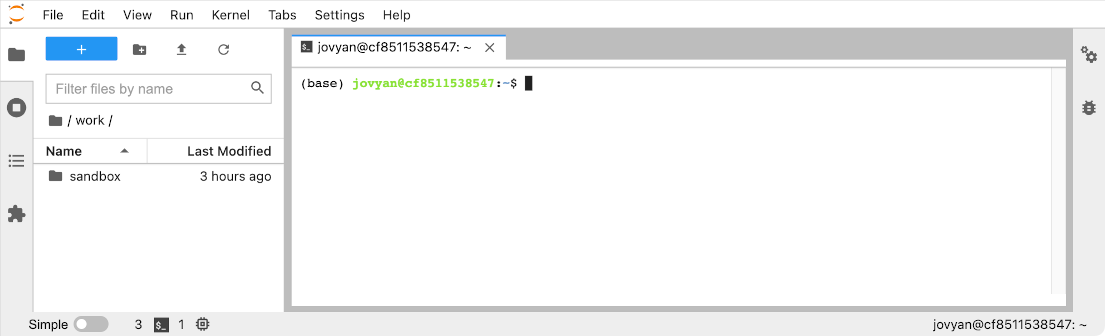 File Edit View Run Kernel Tabs Settings Help
+
$_ jovyan@cf8511538547: ~ ×
(base) jovyan@cf8511538547:~$
Filter files by name
/ work /
Name Last Modified
sandbox 3 hours ago
Simple 3 $_ 1 jovyan@cf8511538547: ~